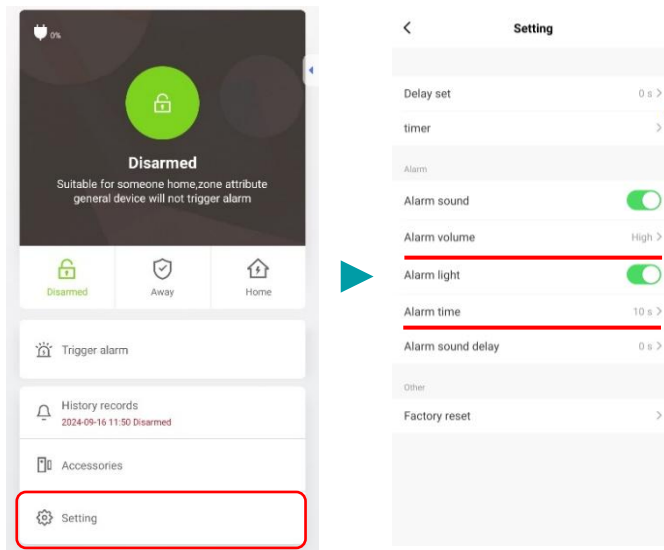 0%
Disarmed
Suitable for someone home,zone attribute
general device will not trigger alarm
Disarmed
Away
Home
Trigger alarm
History records
2024-09-16 11:50 Disarmed
Accessories
Setting
Setting
Delay set 0 s
timer
Alarm
Alarm sound
Alarm volume High
Alarm light
Alarm time 10 s
Alarm sound delay 0 s
Other
Factory reset